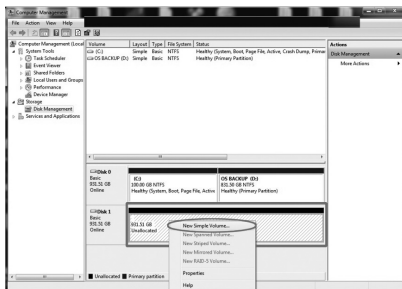 Computer Management
File Action View Help
Computer Management (Local
System Tools
Task Scheduler
Event Viewer
Shared Folders
Local Users and Groups
Performance
Device Manager
Storage
Disk Management
Services and Applications
Volume Layout Type File System Status
(C:) Simple Basic NTFS Healthy (System, Boot, Page File, Active, Crash Dump, Primar
OS BACKUP (D:) Simple Basic NTFS Healthy (Primary Partition)
Actions
Disk Management
More Actions
Disk 0
Basic
931.51 GB
Online
(C:)
100.00 GB NTFS
Healthy (System, Boot, Page File, Active
OS BACKUP (D:)
831.50 GB NTFS
Healthy (Primary Partition)
Disk 1
Basic
931.51 GB
Online
931.51 GB
Unallocated
New Simple Volume...
New Spanned Volume...
New Striped Volume...
New Mirrored Volume...
New RAID-5 Volume...
Properties
Help
Unallocated Primary partition